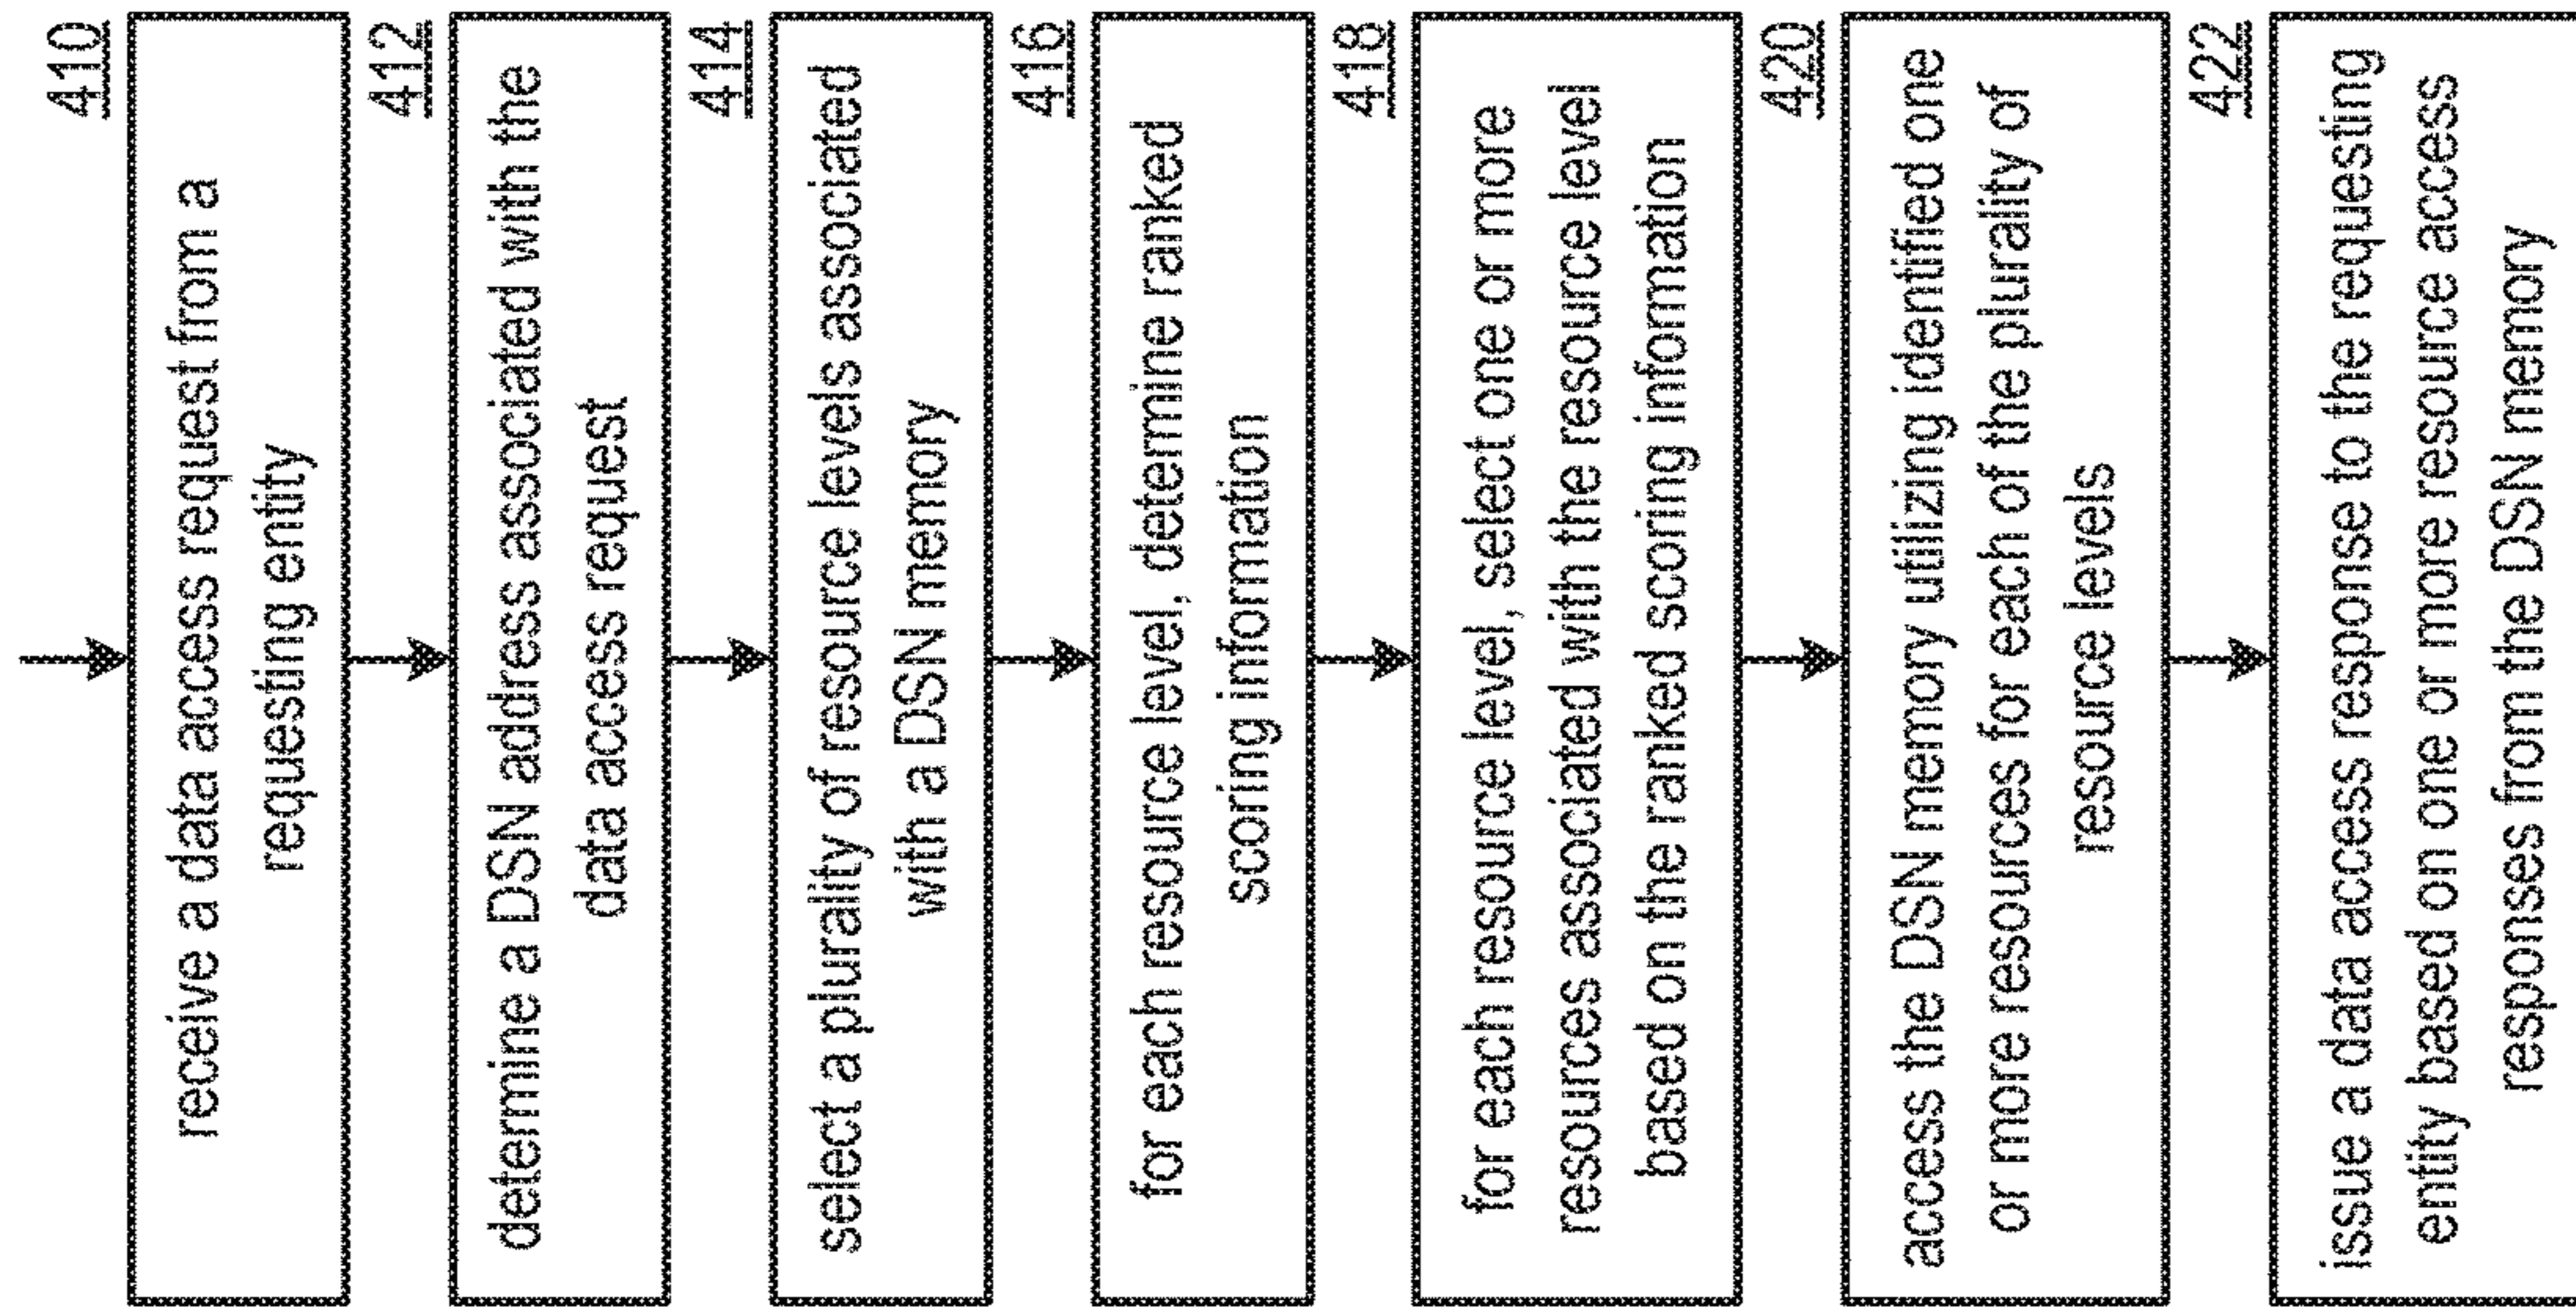 410
receive a data access request from a
requesting entity
412
determine a DSN address associated with the
data access request
414
select a plurality of resource levels associated
with a DSN memory
416
for each resource level, determine ranked
scoring information
418
for each resource level, select one or more
resources associated with the resource level
based on the ranked scoring information
420
access the DSN memory utilizing identified one
or more resources for each of the plurality of
resource levels
422
issue a data access response to the requesting
entity based on one or more resource access
responses from the DSN memory